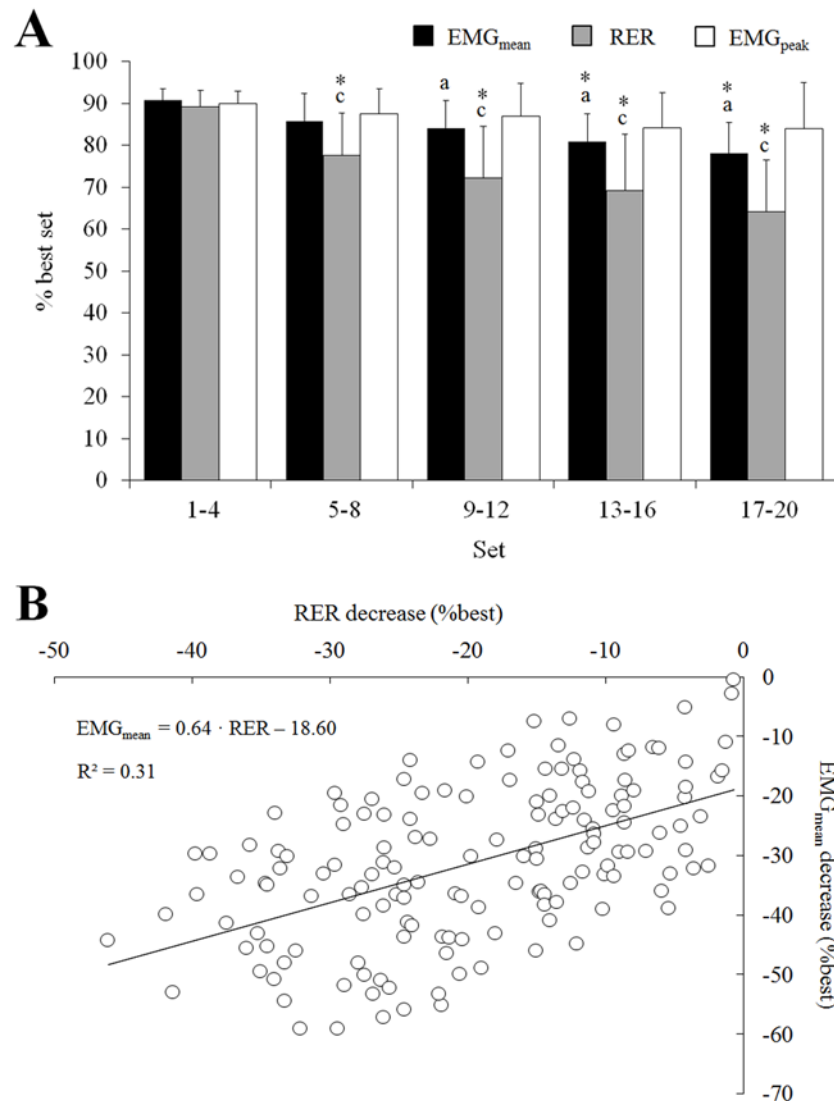 A
EMGmean RER EMGpeak
100
90
80
70
60
50
40
30
20
10
0
% best set
* c
a
* c
* a
* c
* a
* c
1-4 5-8 9-12 13-16 17-20
Set
B
RER decrease (%best)
-50 -40 -30 -20 -10 0
0
-10
-20
-30
-40
-50
-60
-70
EMGmean decrease (%best)
EMGmean = 0.64 · RER – 18.60
R² = 0.31